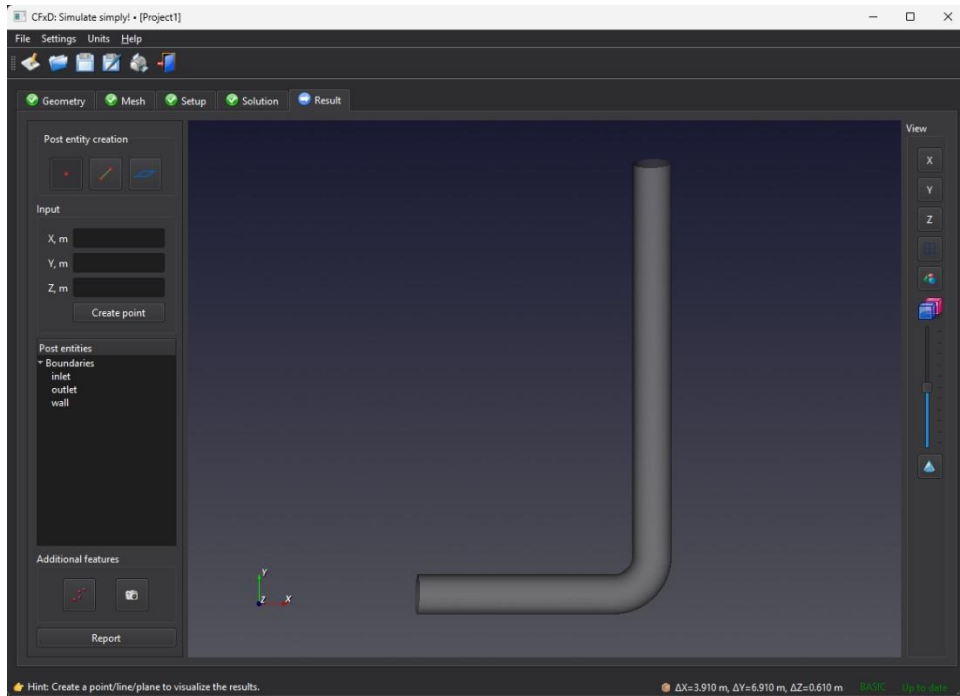 CFxD: Simulate simply! • [Project1]
File Settings Units Help
Geometry Mesh Setup Solution Result
Post entity creation
Input
X, m
Y, m
Z, m
Create point
Post entities
Boundaries
inlet
outlet
wall
Additional features
Report
Y
Z X
View
X
Y
Z
Hint: Create a point/line/plane to visualize the results.
ΔX=3.910 m, ΔY=6.910 m, ΔZ=0.610 m BASIC Up to date